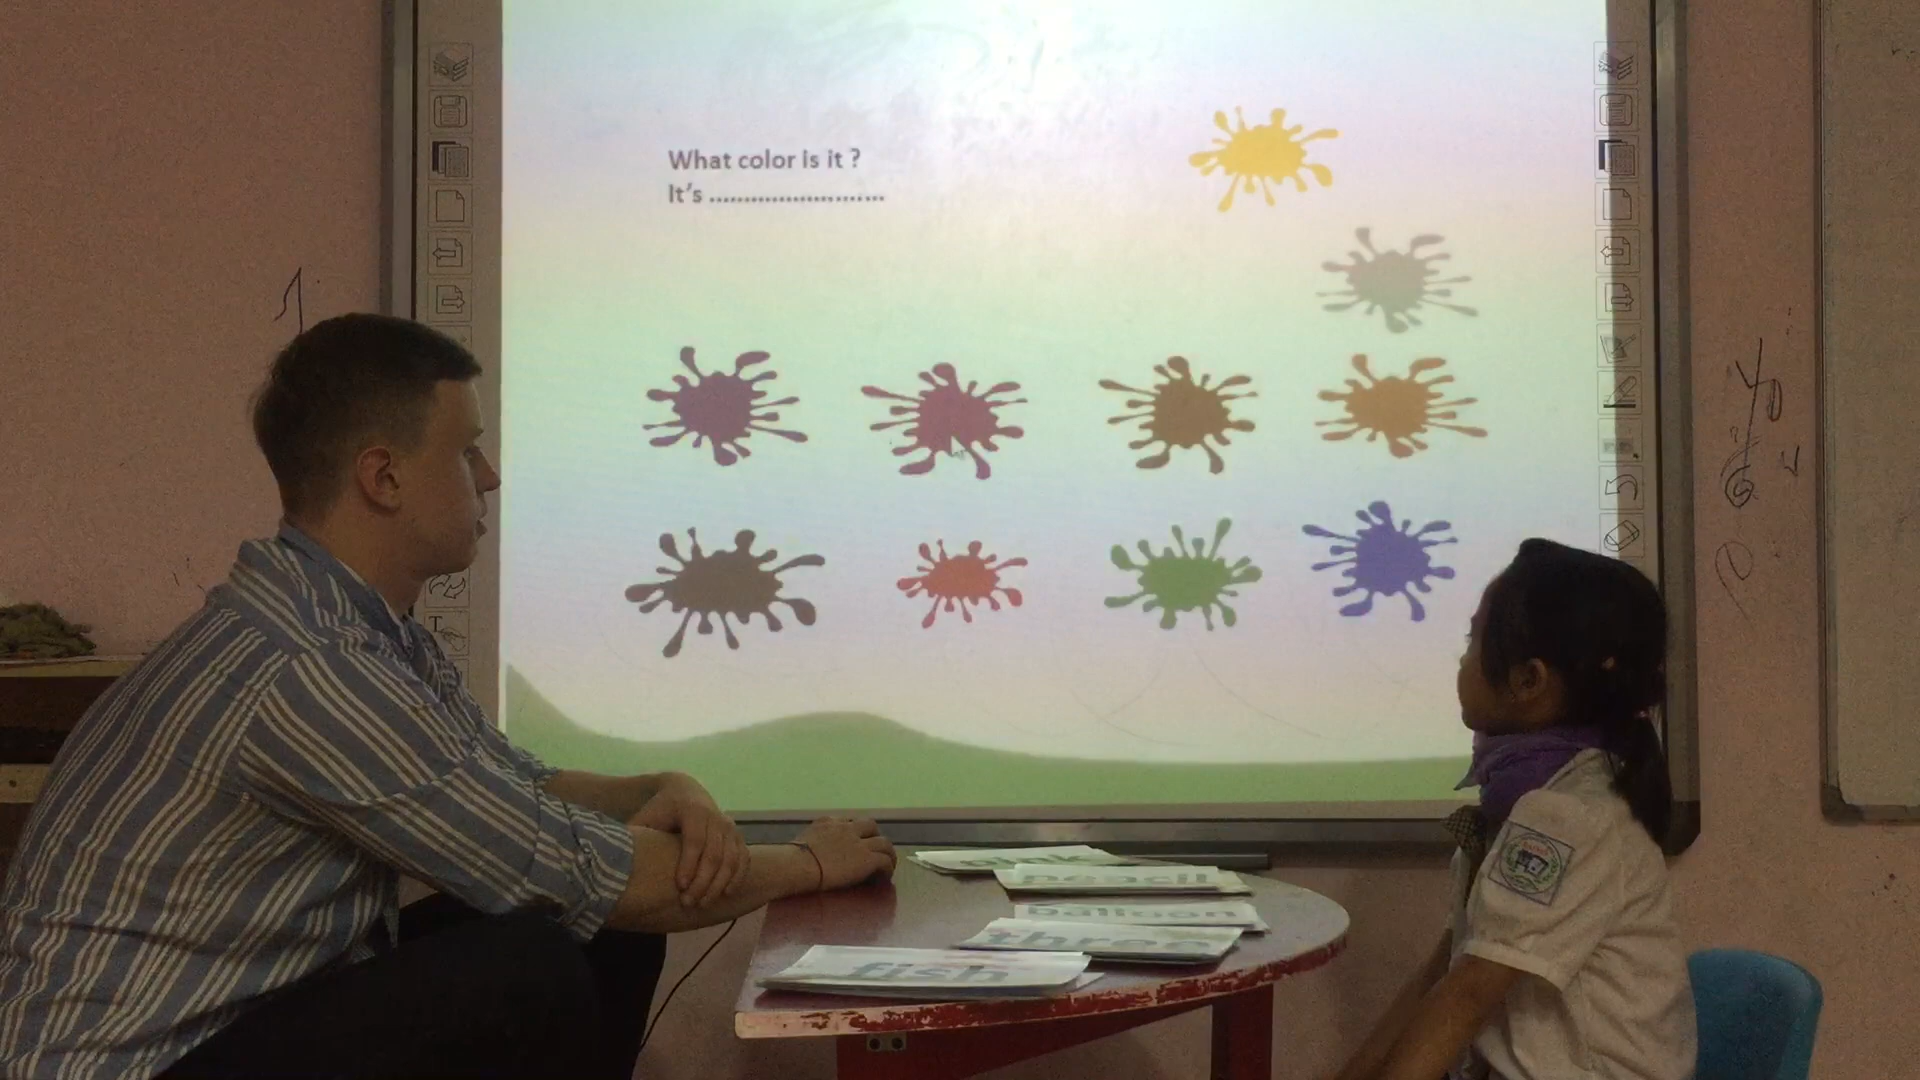 What color is it ?
It's ............................
pink
pencil
balloon
three
fish